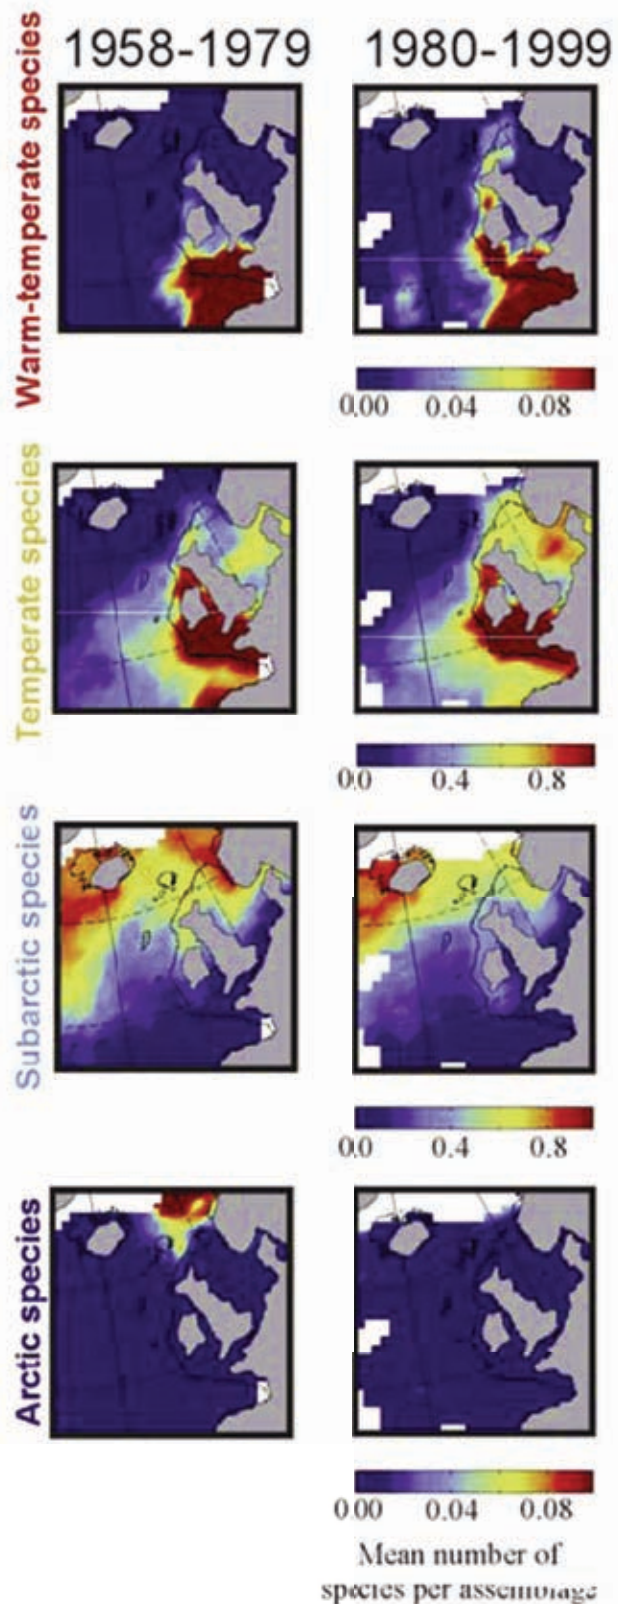 1958-1979 1980-1999
Warm-temperate species
0.00 0.04 0.08
Temperate species
0.0 0.4 0.8
Subarctic species
0.0 0.4 0.8
Arctic species
0.00 0.04 0.08
Mean number of
species per assemblage